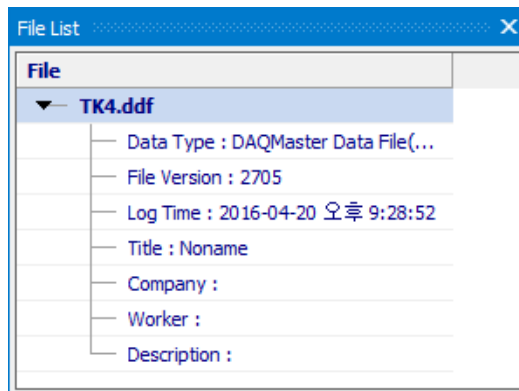 File List
File
TK4.ddf
Data Type : DAQMaster Data File(...
File Version : 2705
Log Time : 2016-04-20 오후 9:28:52
Title : Noname
Company :
Worker :
Description :